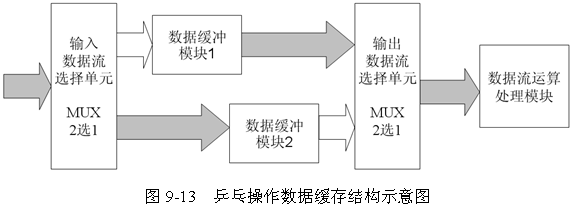 输入
数据流
选择单元
MUX
2选1
数据缓冲
模块1
数据缓冲
模块2
输出
数据流
选择单元
MUX
2选1
数据流运算
处理模块
图 9-13 乒乓操作数据缓存结构示意图